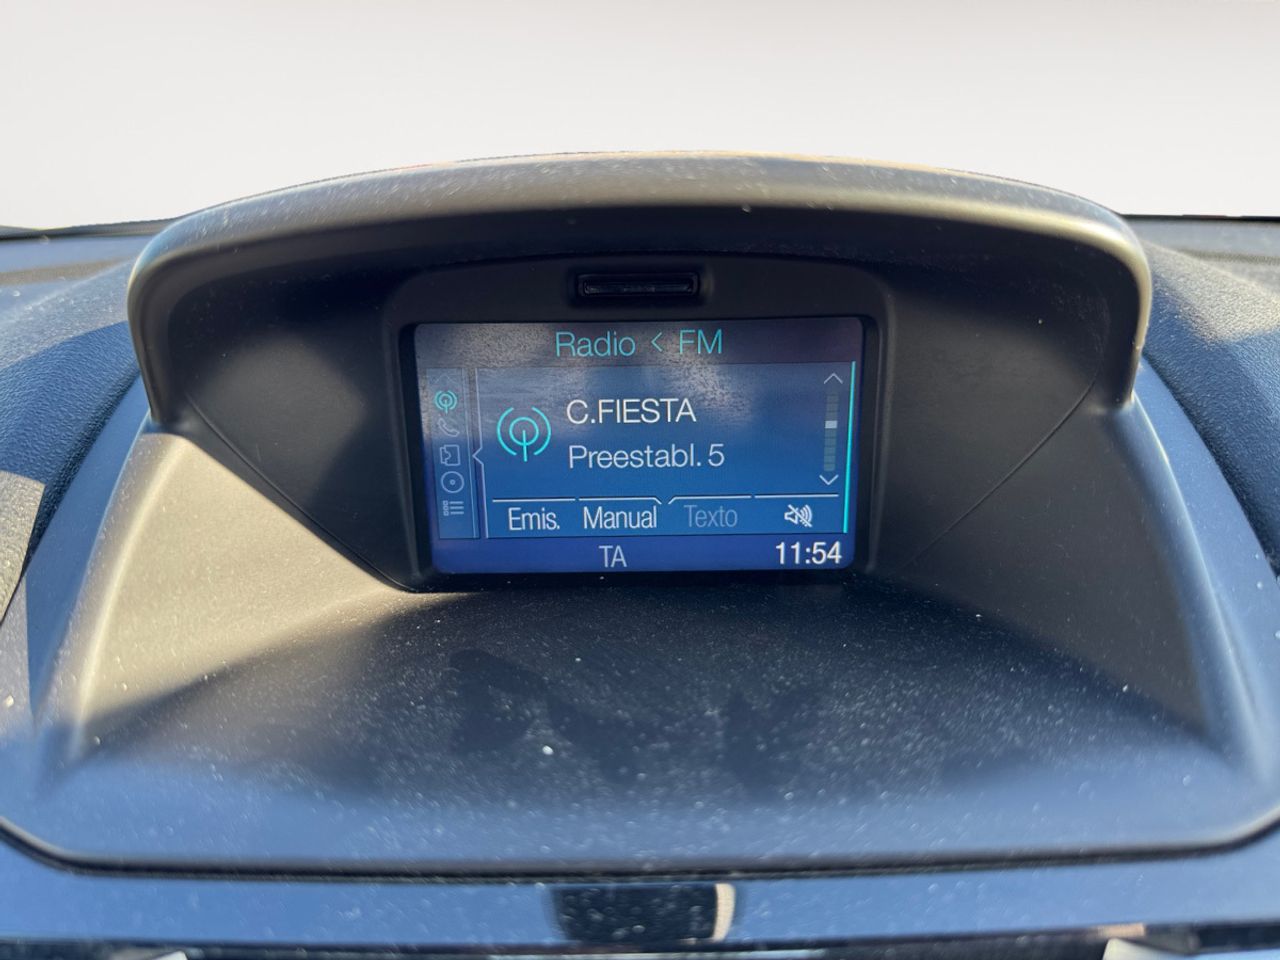 Radio < FM
C.FIESTA
Preestabl. 5
Emis. Manual Texto
TA 11:54